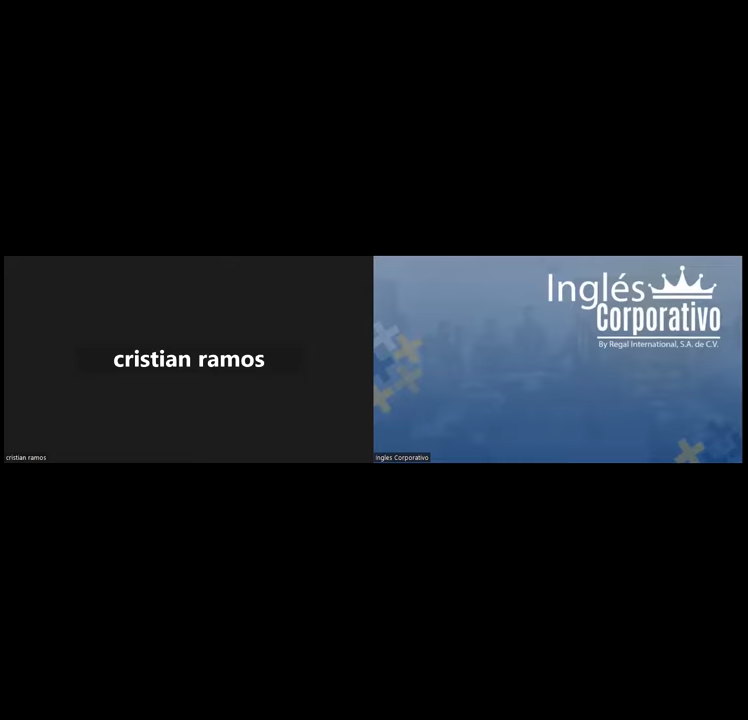 cristian ramos
cristian ramos
Inglés
Corporativo
By Regal International, S.A. de C.V.
Ingles Corporativo